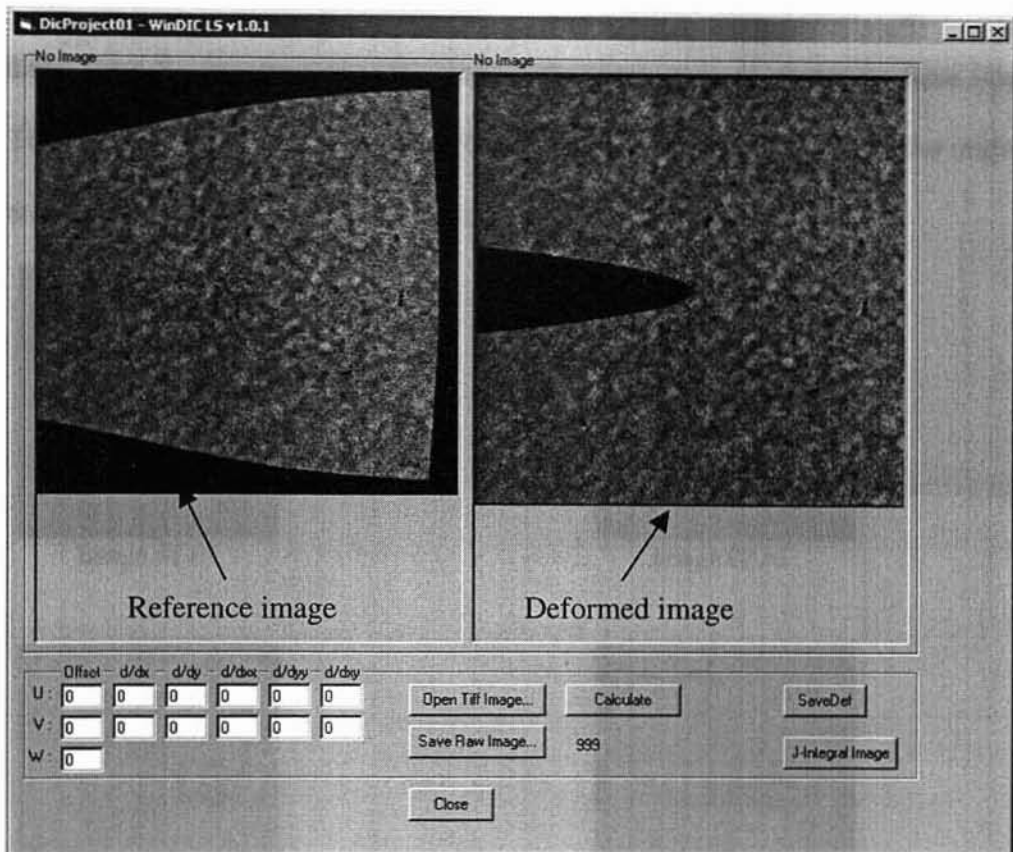 DicProject01 - WinDIC LS v1.0.1
No Image
No Image
Reference image
Deformed image
Offset d/dx d/dy d/dxx d/dyy d/dxy
U : 0 0 0 0 0 0
V : 0 0 0 0 0 0
W : 0
Open Tiff Image...
Calculate
SaveDef
Save Raw Image...
999
J-Integral Image
Close